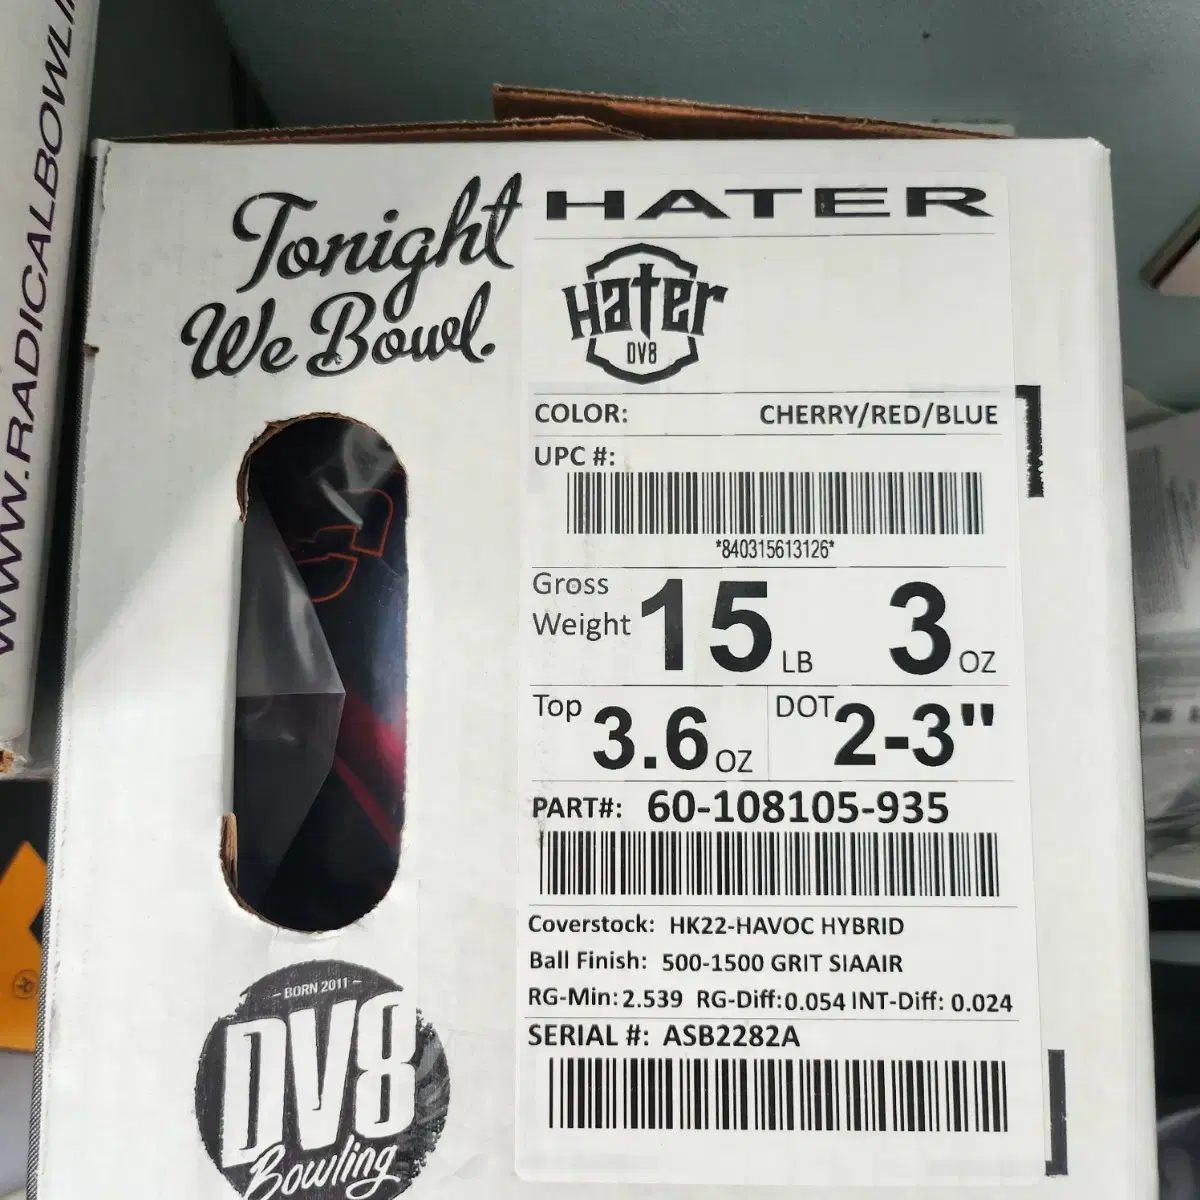 WWW.RADICALBOWLI
Tonight
We Bowl.
HATER
Hater
DV8
COLOR: CHERRY/RED/BLUE
UPC #:
*840315613126*
Gross Weight 15 LB 3 OZ
Top 3.6 OZ DOT 2-3"
PART#: 60-108105-935
Coverstock: HK22-HAVOC HYBRID
Ball Finish: 500-1500 GRIT SIAAIR
RG-Min: 2.539 RG-Diff: 0.054 INT-Diff: 0.024
SERIAL #: ASB2282A
- BORN 2011 -
DV8
Bowling
®